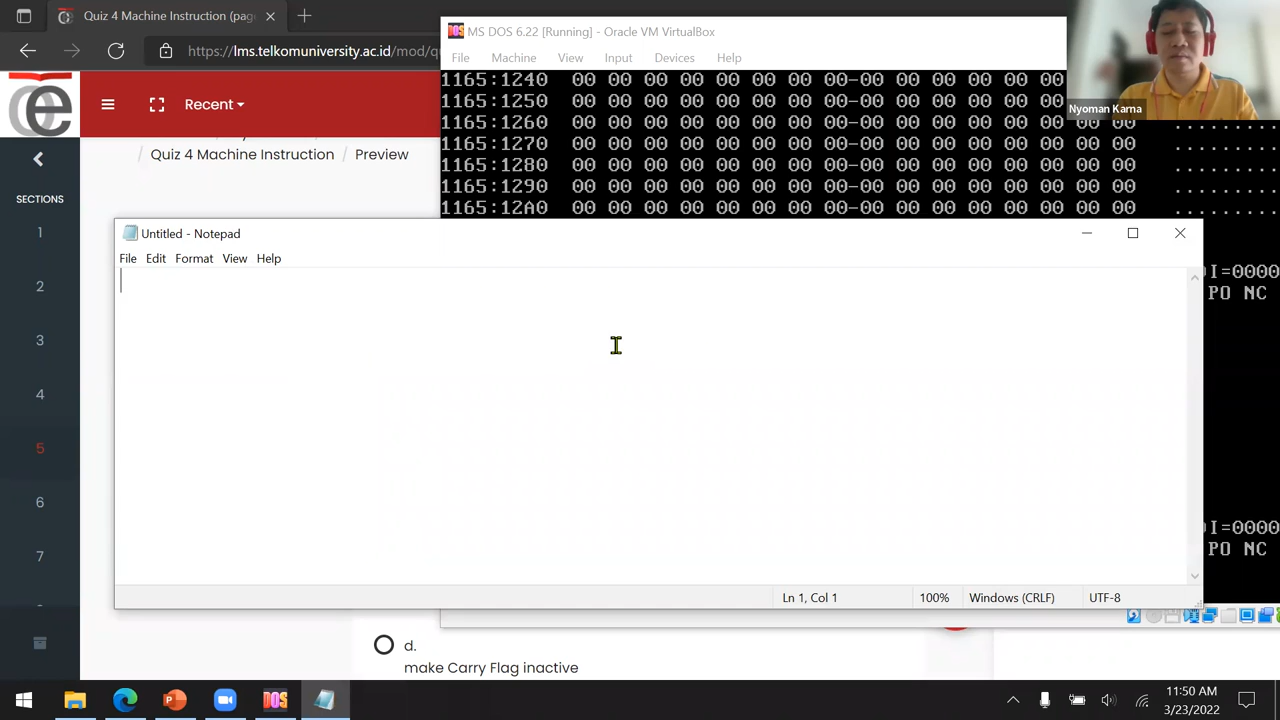 Quiz 4 Machine Instruction (pag
https://lms.telkomuniversity.ac.id/mod/q
Recent
Quiz 4 Machine Instruction / Preview
SECTIONS
1
2
3
4
5
6
7
MS DOS 6.22 [Running] - Oracle VM VirtualBox
File Machine View Input Devices Help
1165:1240 00 00 00 00 00 00 00 00-00 00 00 00 00 00 00 00
1165:1250 00 00 00 00 00 00 00 00-00 00 00 00 00 00 00 00
1165:1260 00 00 00 00 00 00 00 00-00 00 00 00 00 00 00 00
1165:1270 00 00 00 00 00 00 00 00-00 00 00 00 00 00 00 00
1165:1280 00 00 00 00 00 00 00 00-00 00 00 00 00 00 00 00
1165:1290 00 00 00 00 00 00 00 00-00 00 00 00 00 00 00 00
1165:12A0 00 00 00 00 00 00 00 00-00 00 00 00 00 00 00 00
I=0000
PO NC
I=0000
PO NC
Nyoman Karna
Untitled - Notepad
File Edit Format View Help
Ln 1, Col 1 100% Windows (CRLF) UTF-8
d.
make Carry Flag inactive
DOS
11:50 AM
3/23/2022